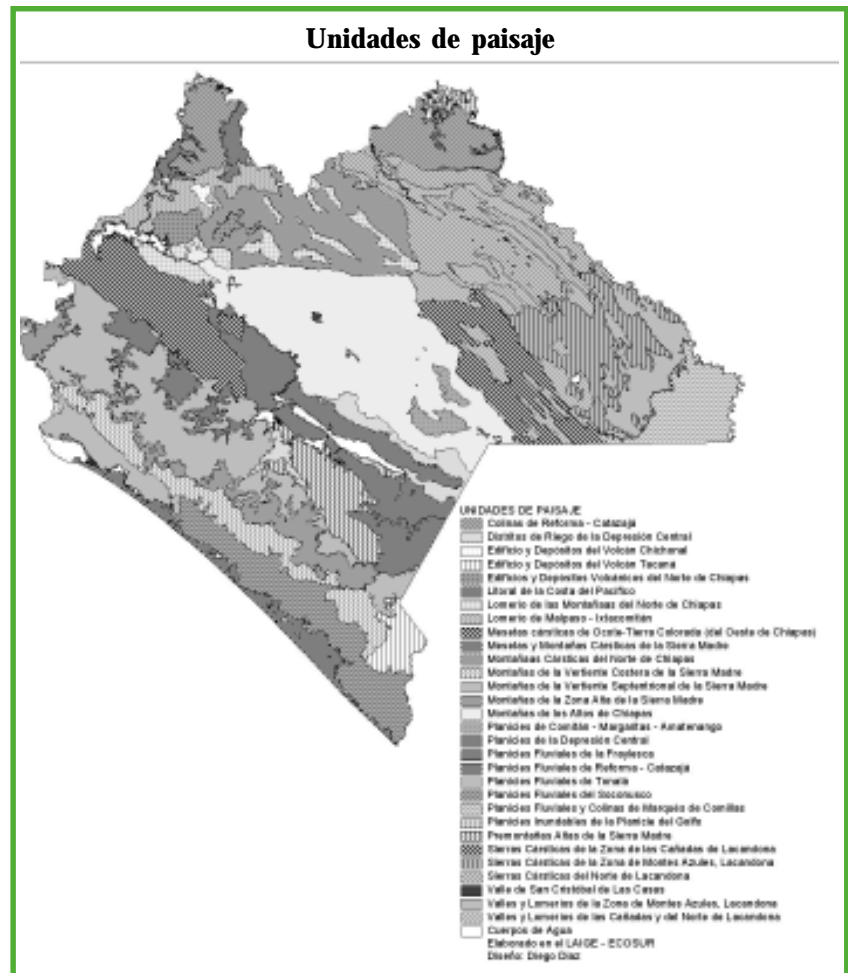 Unidades de paisaje
UNIDADES DE PAISAJE
Colinas de Reforma - Catazajá
Distritos de Riego de la Depresión Central
Edificio y Depósitos del Volcán Chichonal
Edificio y Depósitos del Volcán Tacaná
Edificios y Depósitos Volcánicos del Norte de Chiapas
Litoral de la Costa del Pacífico
Lomerío de las Montañas del Norte de Chiapas
Lomerío de Malpaso - Ixtacomitán
Mesetas cársticas de Ocote-Tierra Colorada (del Oeste de Chiapas)
Mesetas y Montañas Cársticas de la Sierra Madre
Montañas Cársticas del Norte de Chiapas
Montañas de la Vertiente Costera de la Sierra Madre
Montañas de la Vertiente Septentrional de la Sierra Madre
Montañas de la Zona Alta de la Sierra Madre
Montañas de los Altos de Chiapas
Planicies de Comitán - Margaritas - Amatenango
Planicies de la Depresión Central
Planicies Fluviales de la Fraylesca
Planicies Fluviales de Reforma - Catazajá
Planicies Fluviales de Tonalá
Planicies Fluviales del Soconusco
Planicies Fluviales y Colinas de Marqués de Comillas
Planicies Inundables de la Planicie del Golfo
Premontañas Altas de la Sierra Madre
Sierras Cársticas de la Zona de las Cañadas de Lacandona
Sierras Cársticas de la Zona de Montes Azules, Lacandona
Sierras Cársticas del Norte de Lacandona
Valle de San Cristóbal de Las Casas
Valles y Lomeríos de la Zona de Montes Azules, Lacandona
Valles y Lomeríos de las Cañadas y del Norte de Lacandona
Cuerpos de Agua
Elaborado en el LAIGE - ECOSUR
Diseño: Diego Díaz